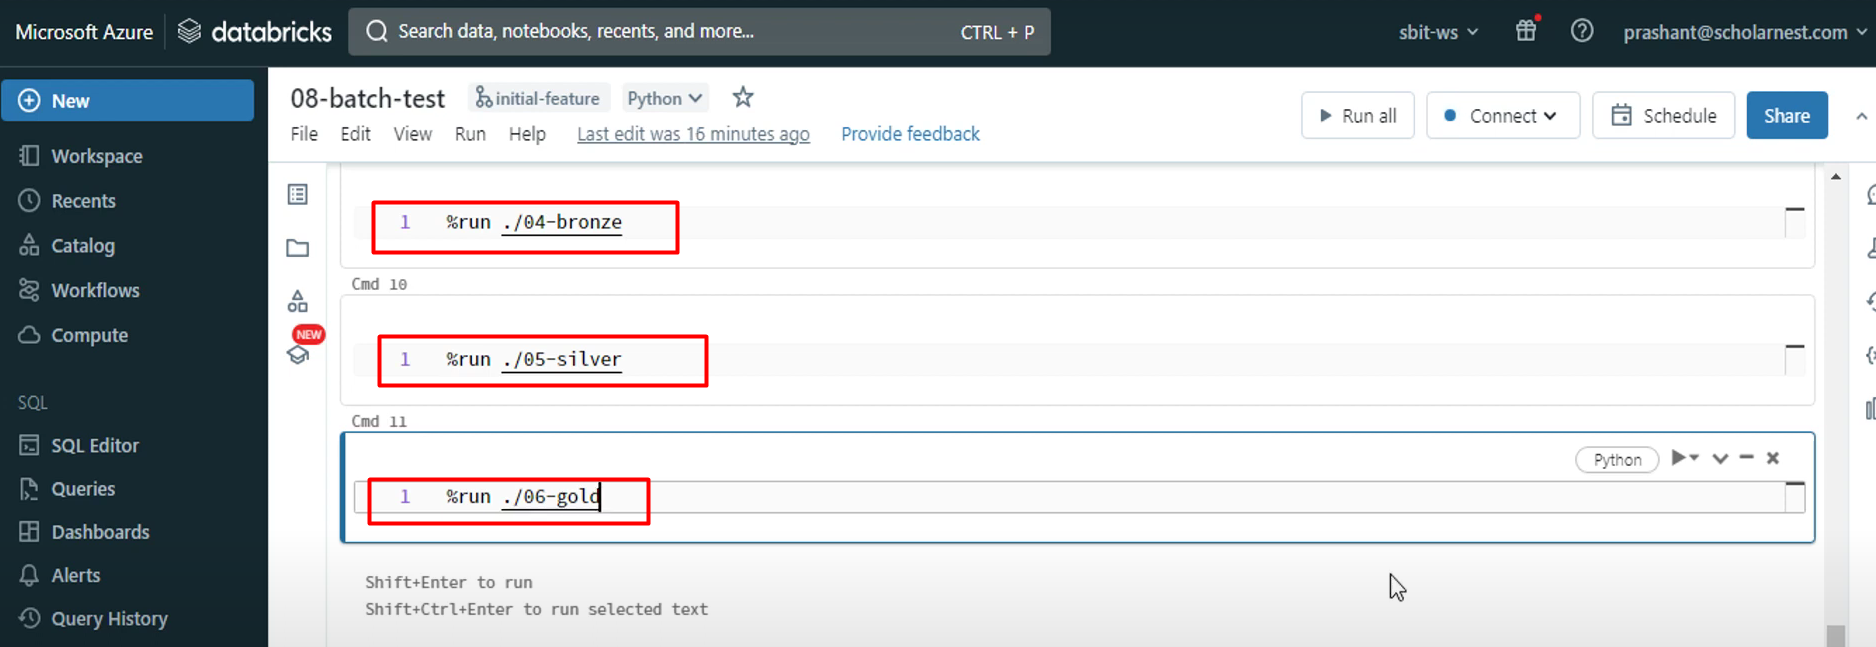 Microsoft Azure databricks Search data, notebooks, recents, and more... CTRL + P sbit-ws prashant@scholarnest.com
New
Workspace
Recents
Catalog
Workflows
Compute
SQL
SQL Editor
Queries
Dashboards
Alerts
Query History
08-batch-test initial-feature Python
File Edit View Run Help Last edit was 16 minutes ago Provide feedback
Run all Connect Schedule Share
NEW
1 %run ./04-bronze
Cmd 10
1 %run ./05-silver
Cmd 11
Python
1 %run ./06-gold
Shift+Enter to run
Shift+Ctrl+Enter to run selected text